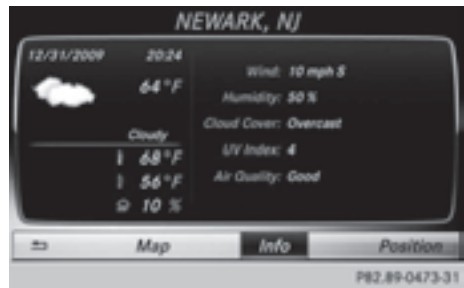 NEWARK, NJ
12/31/2009 20:24
64°F
Cloudy
68°F
56°F
10 %
Wind: 10 mph S
Humidity: 50 %
Cloud Cover: Overcast
UV Index: 4
Air Quality: Good
Map Info Position
P82.89-0473-31